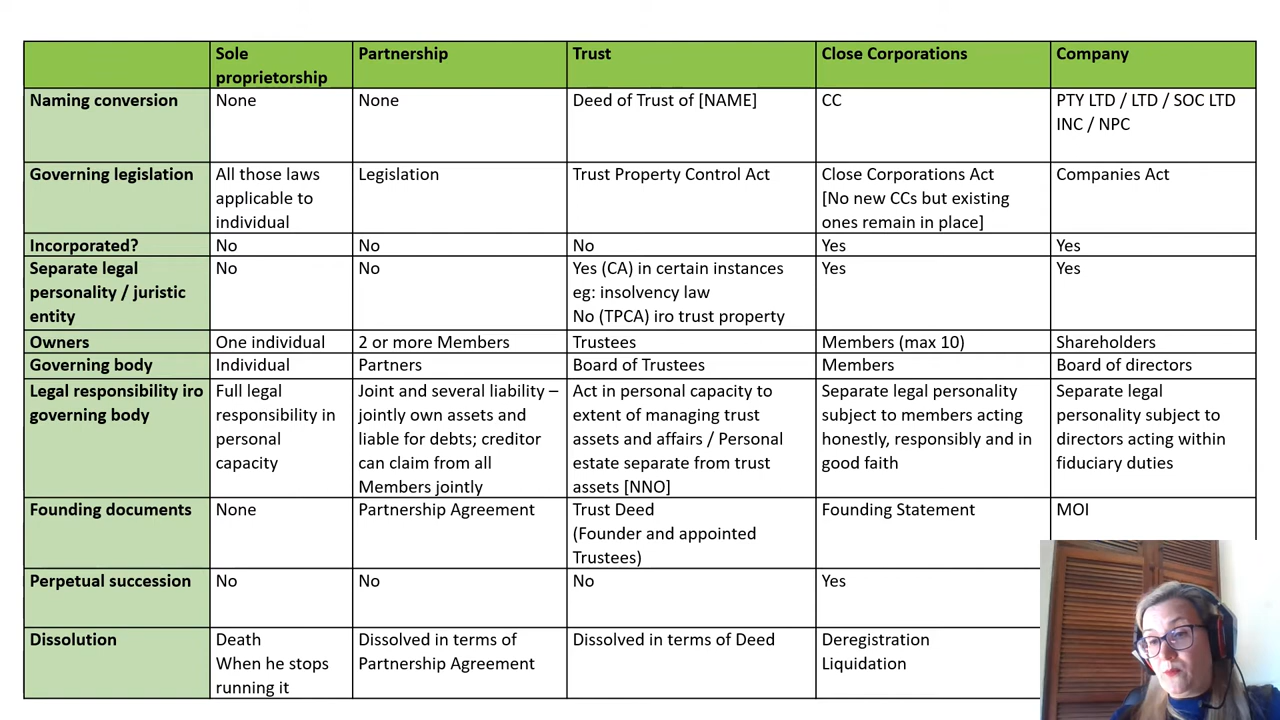 Sole proprietorship
Partnership
Trust
Close Corporations
Company
Naming conversion
None
None
Deed of Trust of [NAME]
CC
PTY LTD / LTD / SOC LTD
INC / NPC
Governing legislation
All those laws
applicable to
individual
Legislation
Trust Property Control Act
Close Corporations Act
[No new CCs but existing
ones remain in place]
Companies Act
Incorporated?
No
No
No
Yes
Yes
Separate legal
personality / juristic
entity
No
No
Yes (CA) in certain instances
eg: insolvency law
No (TPCA) iro trust property
Yes
Yes
Owners
One individual
2 or more Members
Trustees
Members (max 10)
Shareholders
Governing body
Individual
Partners
Board of Trustees
Members
Board of directors
Legal responsibility iro
governing body
Full legal
responsibility in
personal
capacity
Joint and several liability –
jointly own assets and
liable for debts; creditor
can claim from all
Members jointly
Act in personal capacity to
extent of managing trust
assets and affairs / Personal
estate separate from trust
assets [NNO]
Separate legal personality
subject to members acting
honestly, responsibly and in
good faith
Separate legal
personality subject to
directors acting within
fiduciary duties
Founding documents
None
Partnership Agreement
Trust Deed
(Founder and appointed
Trustees)
Founding Statement
MOI
Perpetual succession
No
No
No
Yes
Dissolution
Death
When he stops
running it
Dissolved in terms of
Partnership Agreement
Dissolved in terms of Deed
Deregistration
Liquidation